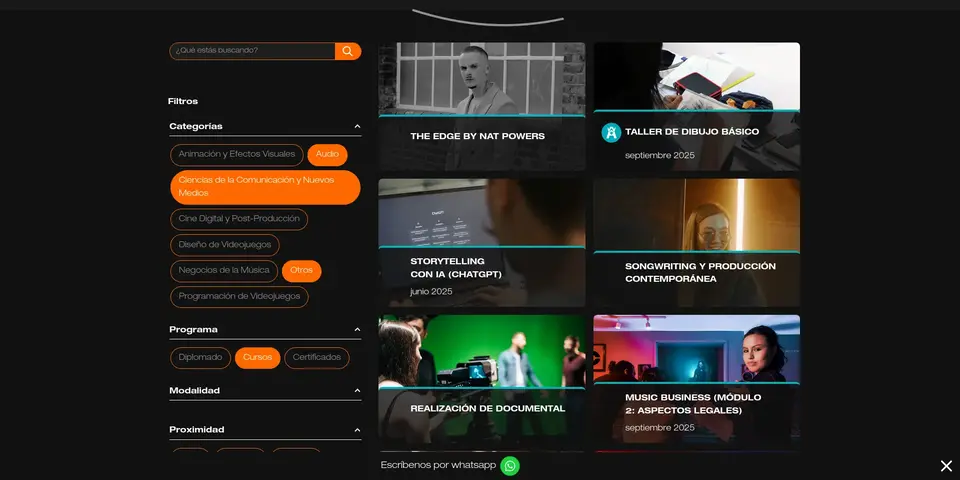 ¿Qué estás buscando?
Filtros
Categorías
Animación y Efectos Visuales
Audio
Ciencias de la Comunicación y Nuevos
Medios
Cine Digital y Post-Producción
Diseño de Videojuegos
Negocios de la Música
Otros
Programación de Videojuegos
Programa
Diplomado
Cursos
Certificados
Modalidad
Proximidad
THE EDGE BY NAT POWERS
TALLER DE DIBUJO BÁSICO
septiembre 2025
STORYTELLING
CON IA (CHATGPT)
junio 2025
SONGWRITING Y PRODUCCIÓN
CONTEMPORÁNEA
REALIZACIÓN DE DOCUMENTAL
MUSIC BUSINESS (MÓDULO
2: ASPECTOS LEGALES)
septiembre 2025
Escríbenos por whatsapp